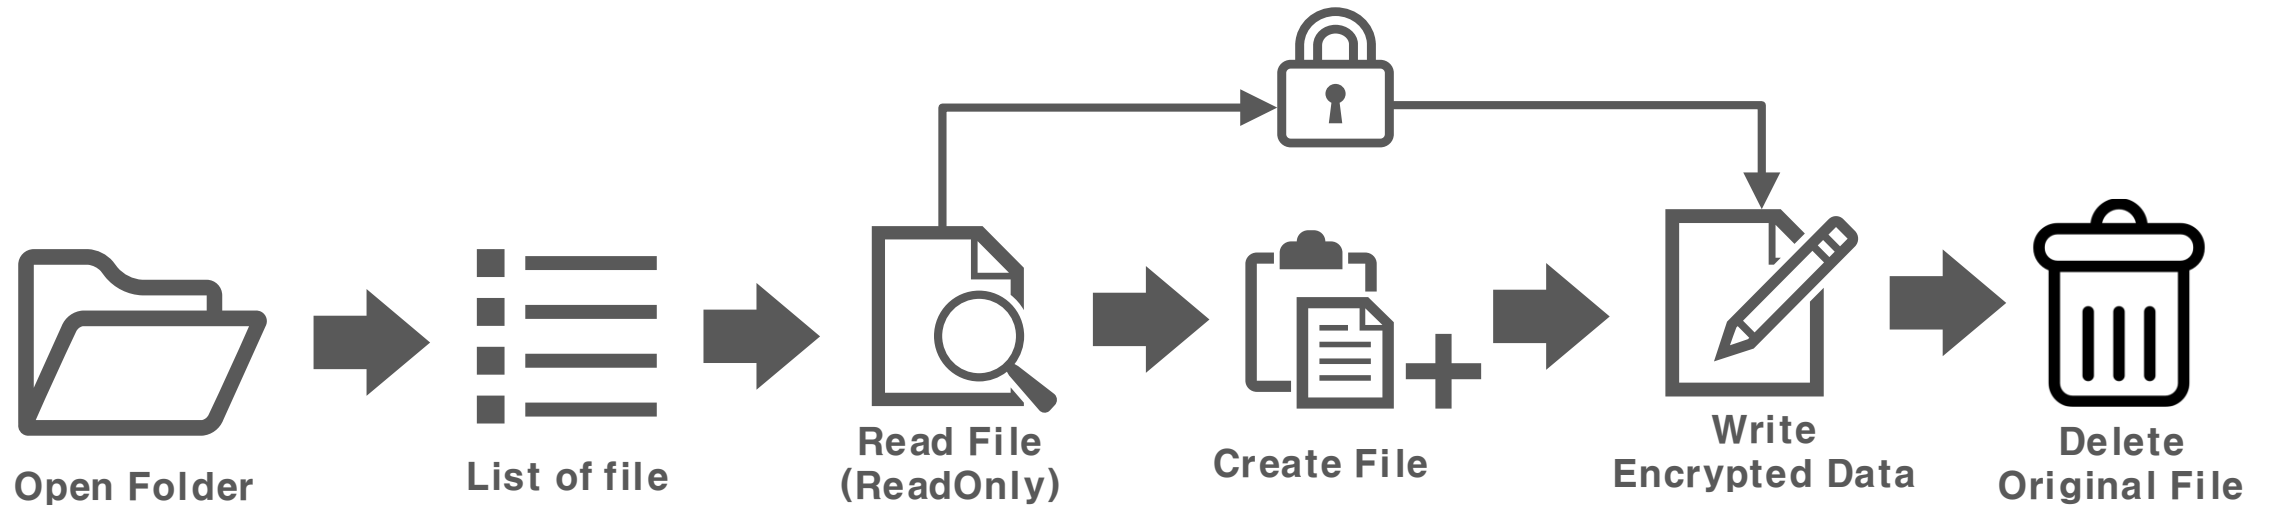 Open Folder
List of file
Read File
(ReadOnly)
Create File
Write
Encrypted Data
Delete
Original File